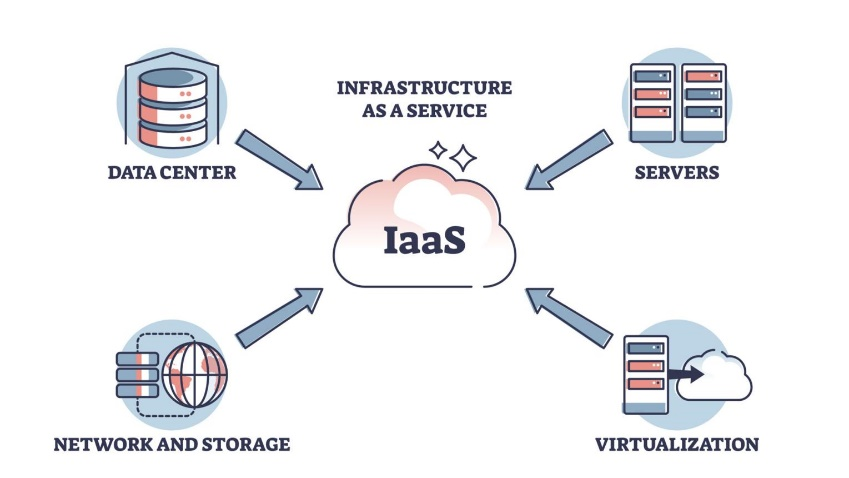 INFRASTRUCTURE
AS A SERVICE
DATA CENTER
SERVERS
IaaS
NETWORK AND STORAGE
VIRTUALIZATION